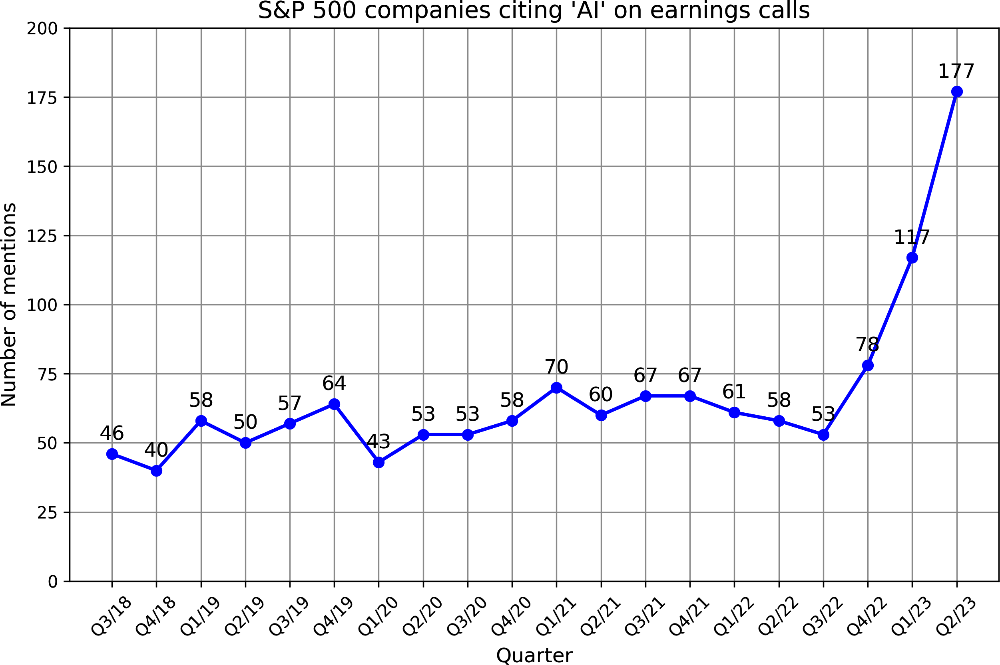 S&P 500 companies citing 'AI' on earnings calls
200
175
150
125
100
75
50
25
0
Number of mentions
46
40
58
50
57
64
43
53
53
58
70
60
67
67
61
58
53
78
117
177
Q3/18
Q4/18
Q1/19
Q2/19
Q3/19
Q4/19
Q1/20
Q2/20
Q3/20
Q4/20
Q1/21
Q2/21
Q3/21
Q4/21
Q1/22
Q2/22
Q3/22
Q4/22
Q1/23
Q2/23
Quarter